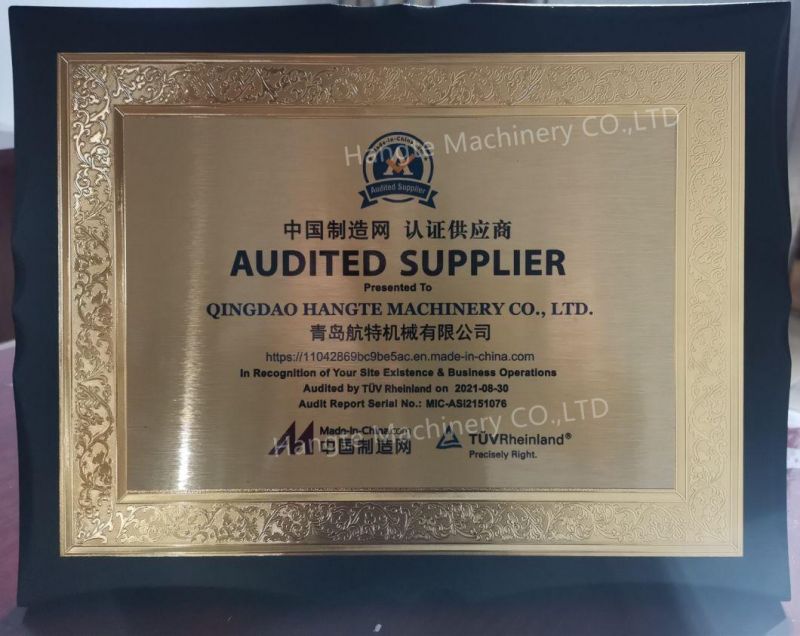 Hangte Machinery CO.,LTD
Made-in-China
Audited Supplier
中国制造网 认证供应商
AUDITED SUPPLIER
Presented To
QINGDAO HANGTE MACHINERY CO., LTD.
青岛航特机械有限公司
https://11042869bc9be5ac.en.made-in-china.com
In Recognition of Your Site Existence & Business Operations
Audited by TÜV Rheinland on 2021-08-30
Audit Report Serial No.: MIC-ASI2151076
Hangte Machinery CO.,LTD
Made-in-China.com
中国制造网
TÜVRheinland®
Precisely Right.